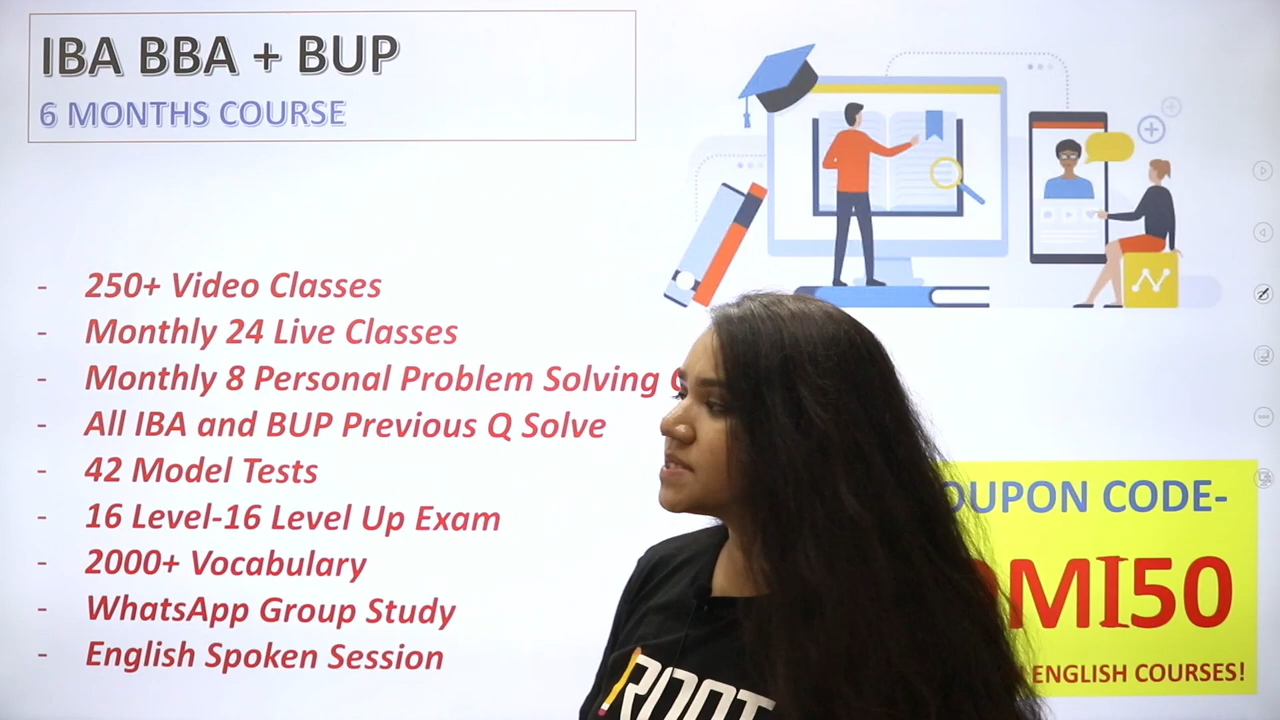 IBA BBA + BUP
6 MONTHS COURSE
- 250+ Video Classes
- Monthly 24 Live Classes
- Monthly 8 Personal Problem Solving
- All IBA and BUP Previous Q Solve
- 42 Model Tests
- 16 Level-16 Level Up Exam
- 2000+ Vocabulary
- WhatsApp Group Study
- English Spoken Session
CODE-
ENGLISH COURSES!
ROOT